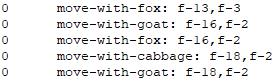 0 move-with-fox: f-13,f-3
0 move-with-goat: f-16,f-2
0 move-with-fox: f-16,f-2
0 move-with-cabbage: f-18,f-2
0 move-with-goat: f-18,f-2